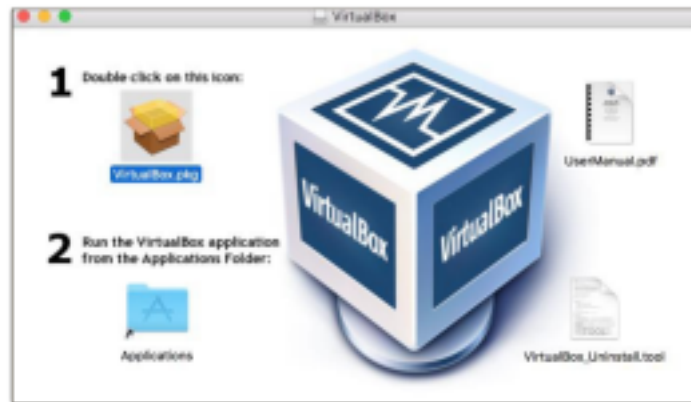 VirtualBox
1 Double click on this icon:
VirtualBox.pkg
UserManual.pdf
VirtualBox
VirtualBox
2 Run the VirtualBox application
from the Applications Folder:
Applications
VirtualBox_Uninstall.tool